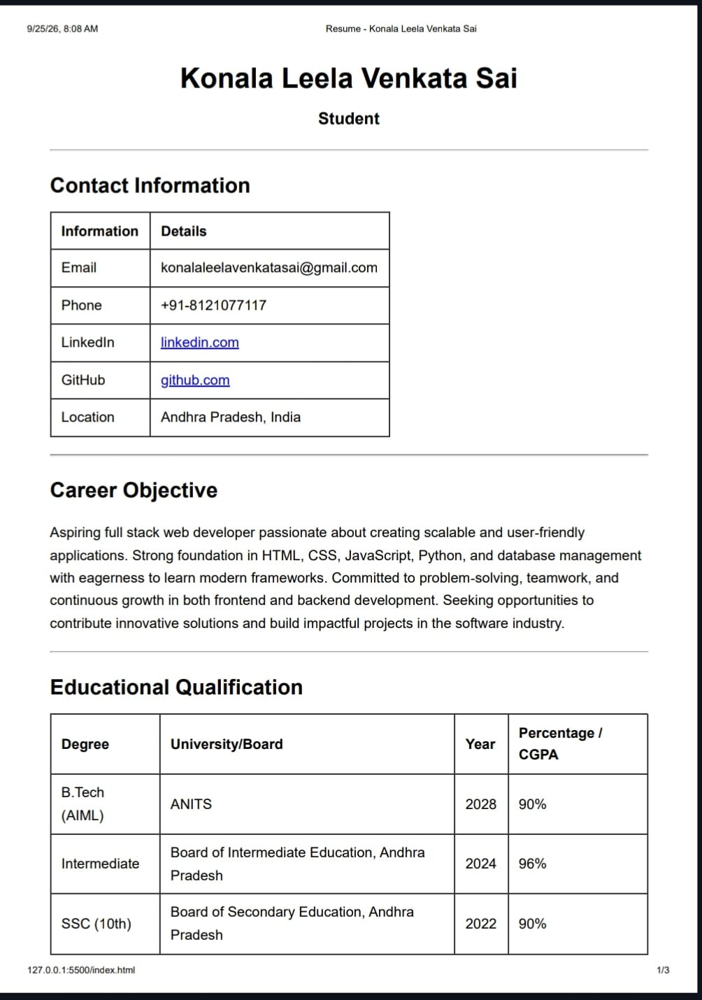 9/25/26, 8:08 AM
Resume - Konala Leela Venkata Sai
Konala Leela Venkata Sai
Student
Contact Information
Information Details
Email konalaleelavenkatasai@gmail.com
Phone +91-8121077117
LinkedIn linkedin.com
GitHub github.com
Location Andhra Pradesh, India
Career Objective
Aspiring full stack web developer passionate about creating scalable and user-friendly
applications. Strong foundation in HTML, CSS, JavaScript, Python, and database management
with eagerness to learn modern frameworks. Committed to problem-solving, teamwork, and
continuous growth in both frontend and backend development. Seeking opportunities to
contribute innovative solutions and build impactful projects in the software industry.
Educational Qualification
Degree University/Board Year Percentage /
CGPA
B.Tech
(AIML) ANITS 2028 90%
Intermediate Board of Intermediate Education, Andhra
Pradesh 2024 96%
SSC (10th) Board of Secondary Education, Andhra
Pradesh 2022 90%
127.0.0.1:5500/index.html
1/3